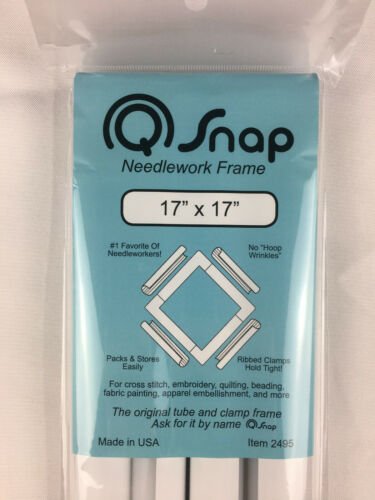 Q Snap
Needlework Frame
17" x 17"
#1 Favorite Of
Needleworkers!
No "Hoop
Wrinkles"
Packs & Stores
Easily
Ribbed Clamps
Hold Tight!
For cross stitch, embroidery, quilting, beading,
fabric painting, apparel embellishment, and more.
The original tube and clamp frame
Ask for it by name Q Snap
Made in USA
Item 2495